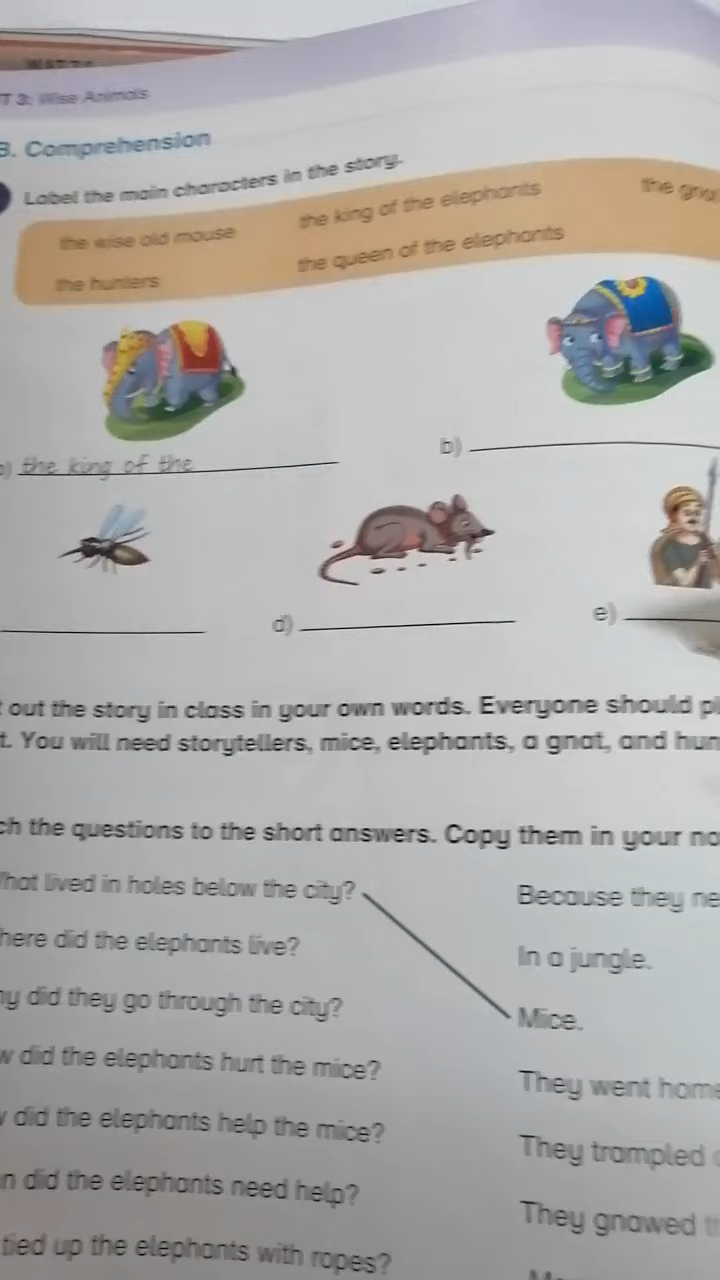 T 3: Wise Animals
B. Comprehension
Label the main characters in the story.
the wise old mouse the king of the elephants the gna
the hunters the queen of the elephants
) the king of the
b)
d)
e)
out the story in class in your own words. Everyone should pl
t. You will need storytellers, mice, elephants, a gnat, and hun
ch the questions to the short answers. Copy them in your no
What lived in holes below the city? Because they ne
here did the elephants live? In a jungle.
hy did they go through the city? Mice.
w did the elephants hurt the mice? They went home
w did the elephants help the mice? They trampled
n did the elephants need help? They gnawed th
tied up the elephants with ropes?